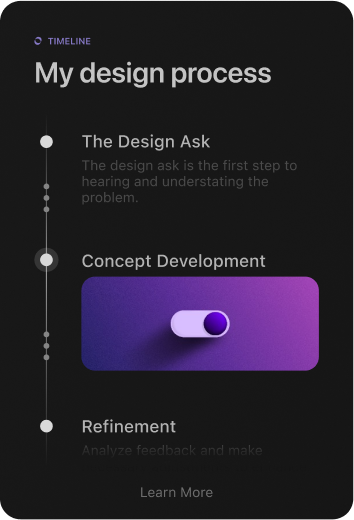 TIMELINE
My design process
The Design Ask
The design ask is the first step to
hearing and understating the
problem.
Concept Development
Refinement
Analyze feedback and make
Learn More